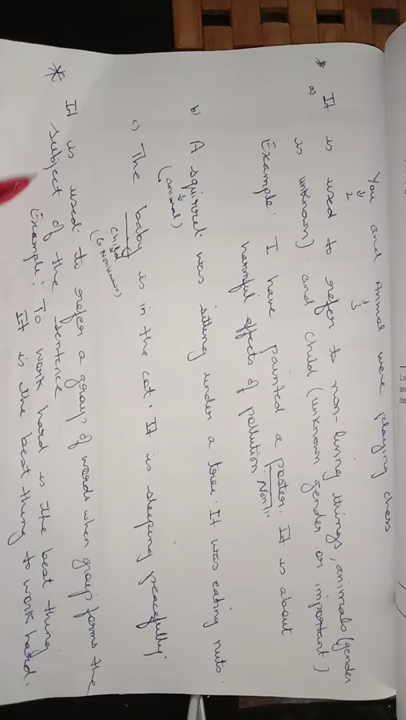 You and Amal were playing chess
2 3
* It is used to refer to non-living things, animals (gender
a) is unknown) and child (unknown gender or important)
Example: I have painted a poster. It is about
Nonli
harmful effects of pollution
b) A squirrel was sitting under a tree. It was eating nuts.
(animal)
c) The baby is in the cot. It is sleeping peacefully.
child
* It is used to refer a group of words when group forms the
subject of the sentence
Example: To work hard is the best thing
It is the best thing to work hard.